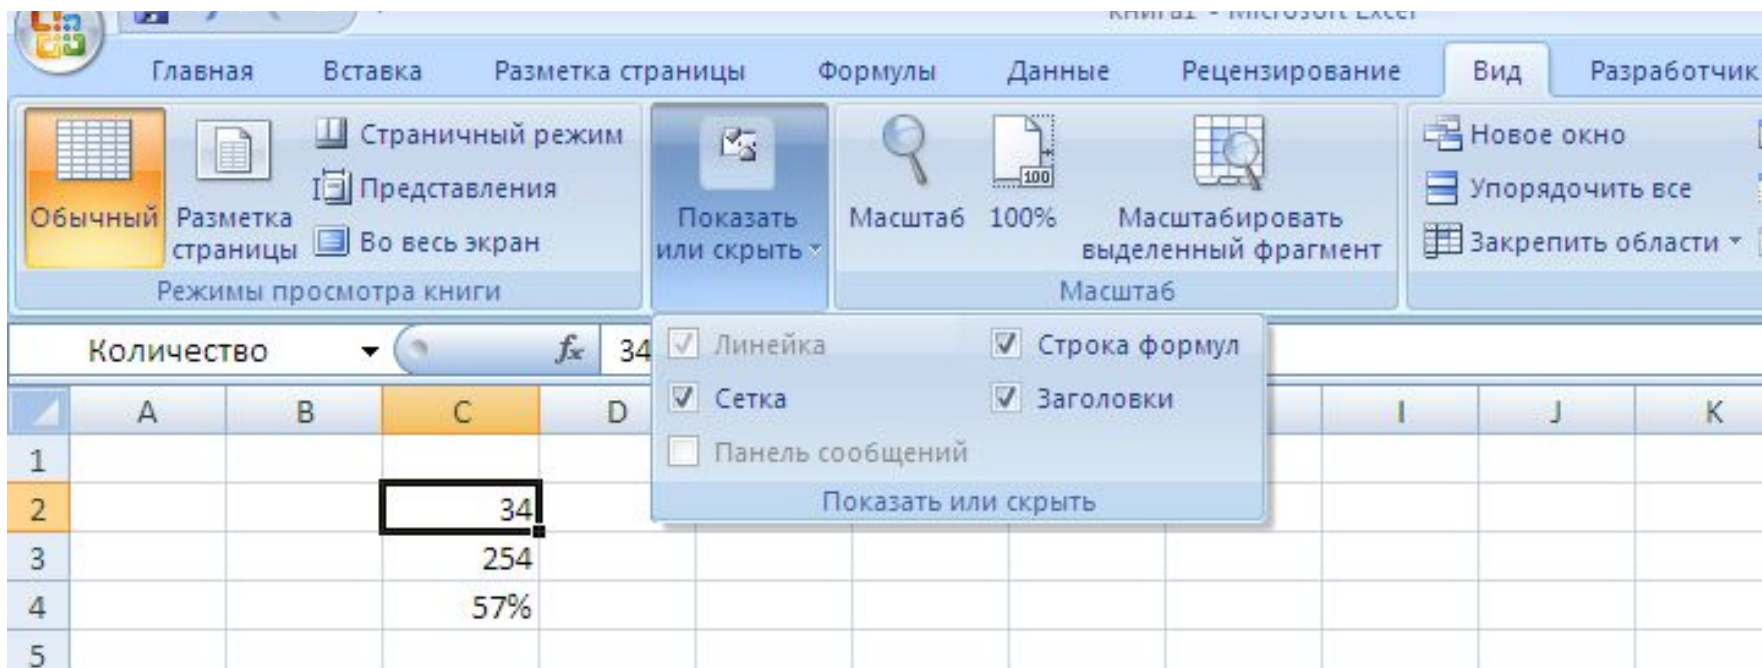 Книга1 - Microsoft Excel
Главная Вставка Разметка страницы Формулы Данные Рецензирование Вид Разработчик
Обычный
Разметка
страницы
Страничный режим
Представления
Во весь экран
Режимы просмотра книги
Показать
или скрыть
Масштаб
100%
100
Масштабировать
выделенный фрагмент
Масштаб
Новое окно
Упорядочить все
Закрепить области
Количество fx 34
Линейка Строка формул
Сетка Заголовки
Панель сообщений
Показать или скрыть
A B C D I J K
1
2 34
3 254
4 57%
5